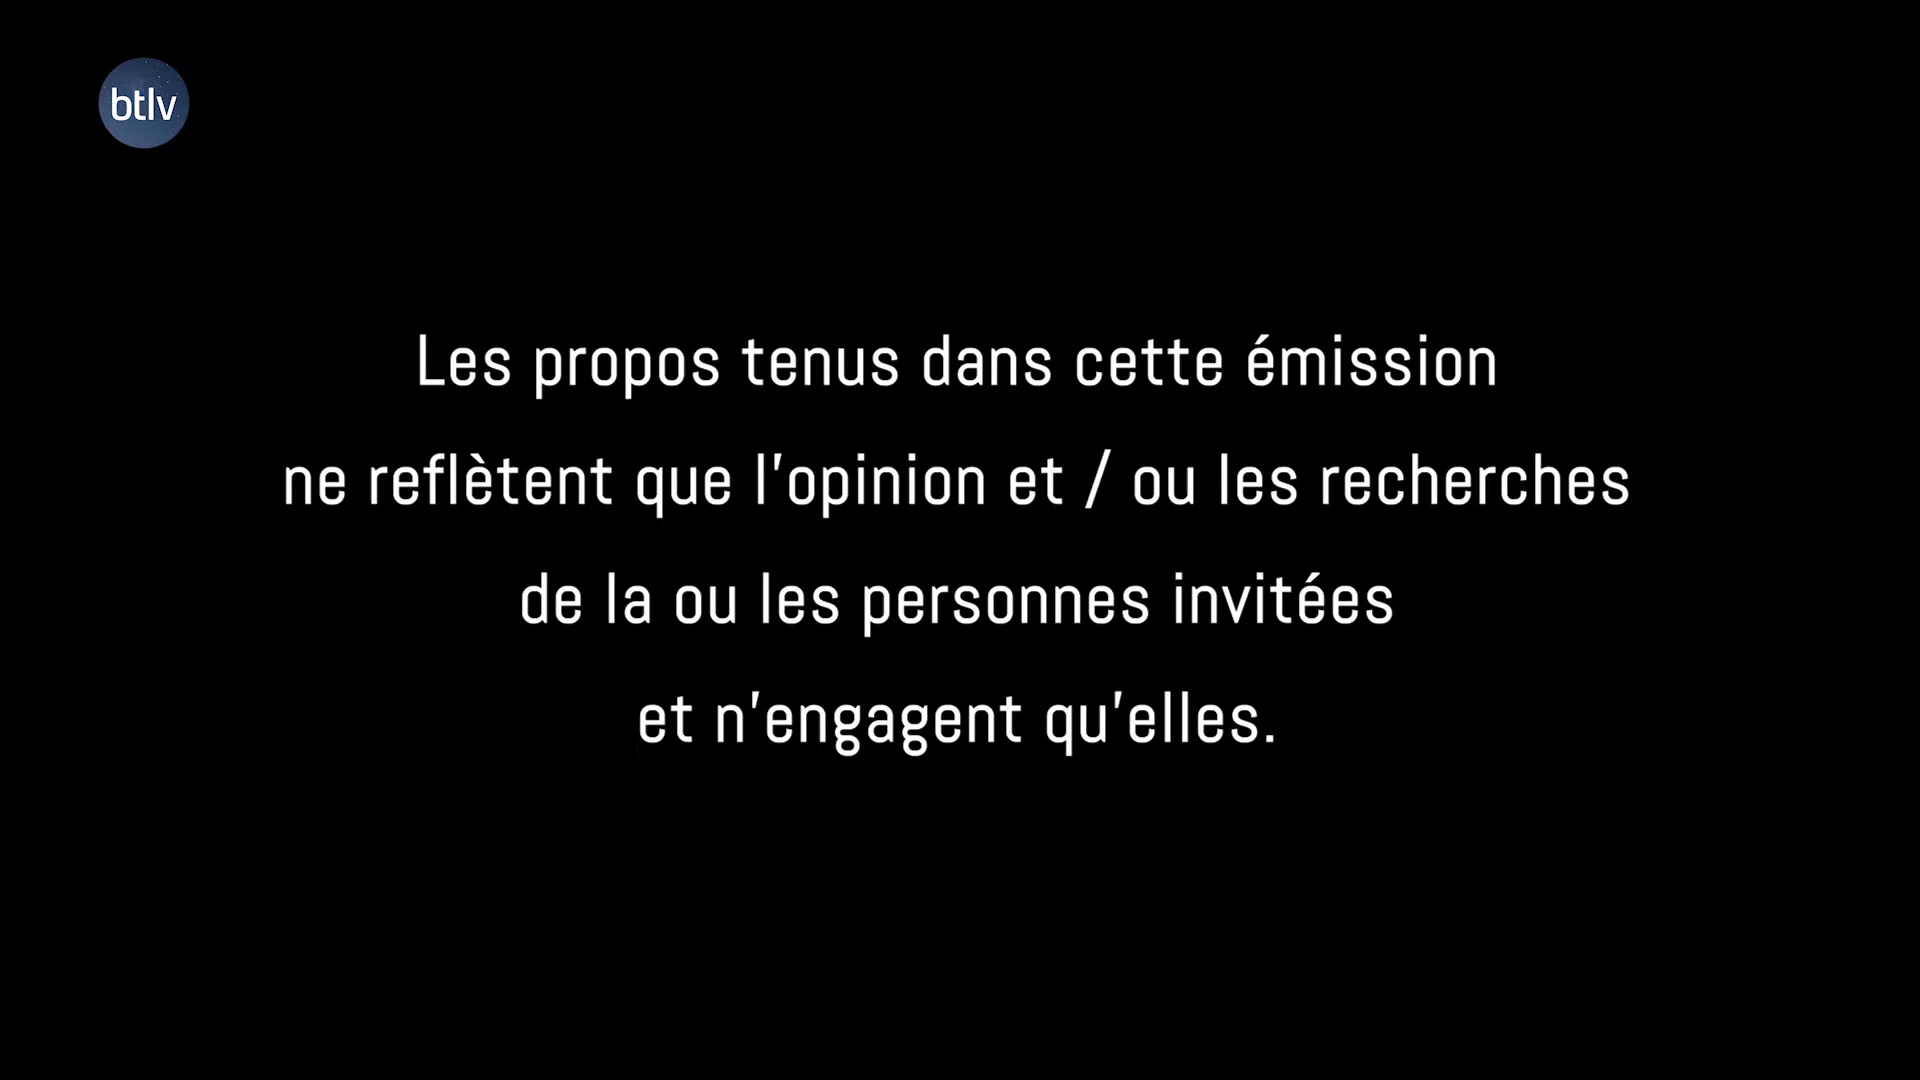 btlv
Les propos tenus dans cette émission
ne reflètent que l'opinion et / ou les recherches
de la ou les personnes invitées
et n'engagent qu'elles.